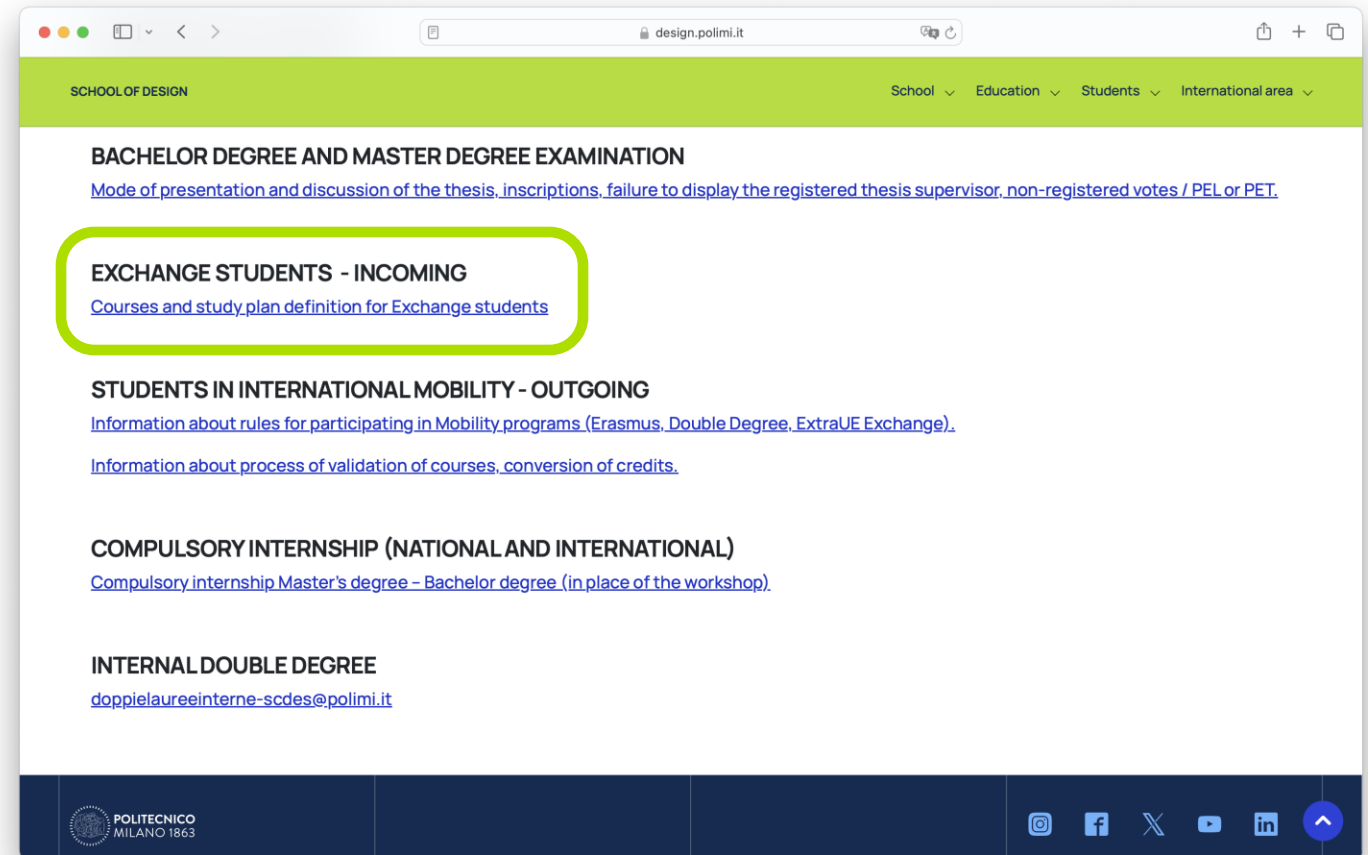 design.polimi.it
SCHOOL OF DESIGN
School
Education
Students
International area
BACHELOR DEGREE AND MASTER DEGREE EXAMINATION
Mode of presentation and discussion of the thesis, inscriptions, failure to display the registered thesis supervisor, non-registered votes / PEL or PET.
EXCHANGE STUDENTS - INCOMING
Courses and study plan definition for Exchange students
STUDENTS IN INTERNATIONAL MOBILITY - OUTGOING
Information about rules for participating in Mobility programs (Erasmus, Double Degree, ExtraUE Exchange).
Information about process of validation of courses, conversion of credits.
COMPULSORY INTERNSHIP (NATIONAL AND INTERNATIONAL)
Compulsory internship Master's degree – Bachelor degree (in place of the workshop)
INTERNAL DOUBLE DEGREE
doppielaureeinterne-scdes@polimi.it
POLITECNICO
MILANO 1863